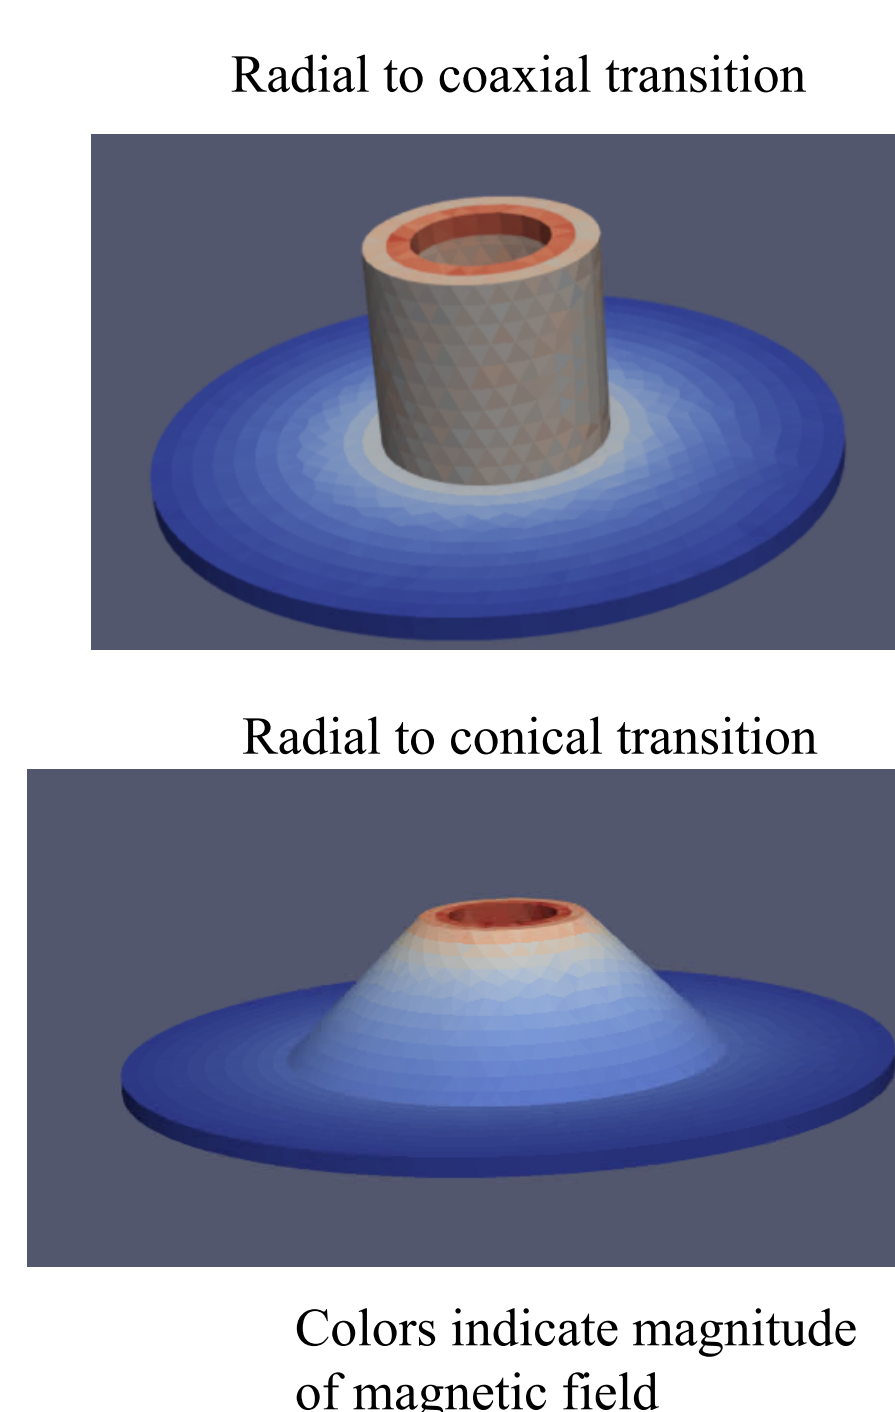 Radial to coaxial transition
Radial to conical transition
Colors indicate magnitude
of magnetic field